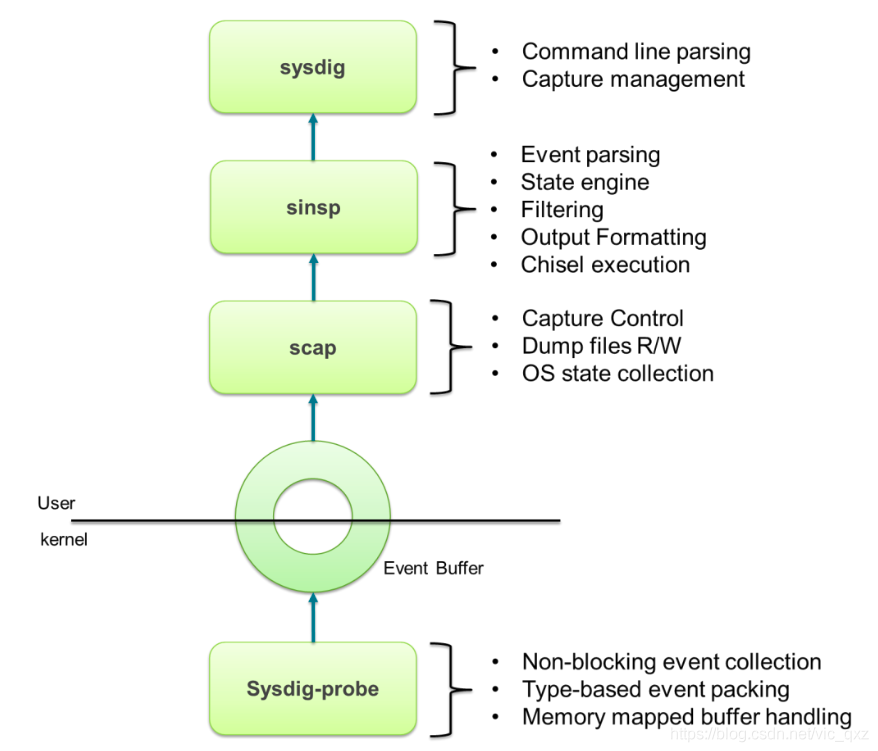 sysdig
• Command line parsing
• Capture management
sinsp
• Event parsing
• State engine
• Filtering
• Output Formatting
• Chisel execution
scap
• Capture Control
• Dump files R/W
• OS state collection
User
kernel
Event Buffer
Sysdig-probe
• Non-blocking event collection
• Type-based event packing
• Memory mapped buffer handling
https://blog.csdn.net/vic_qxz